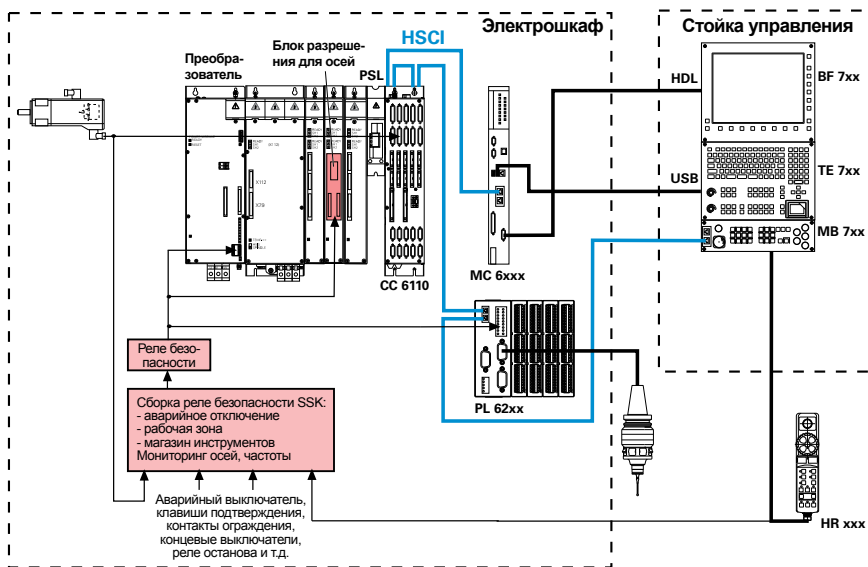 Электрошкаф
Стойка управления
HSCI
Преобра-
зователь
Блок разреше-
ния для осей
PSL
X112
X79
CC 6110
MC 6xxx
HDL
USB
BF 7xx
TE 7xx
MB 7xx
PL 62xx
HR xxx
Реле безо-
пасности
Сборка реле безопасности SSK:
- аварийное отключение
- рабочая зона
- магазин инструментов
Мониторинг осей, частоты
Аварийный выключатель,
клавиши подтверждения,
контакты ограждения,
концевые выключатели,
реле останова и т.д.